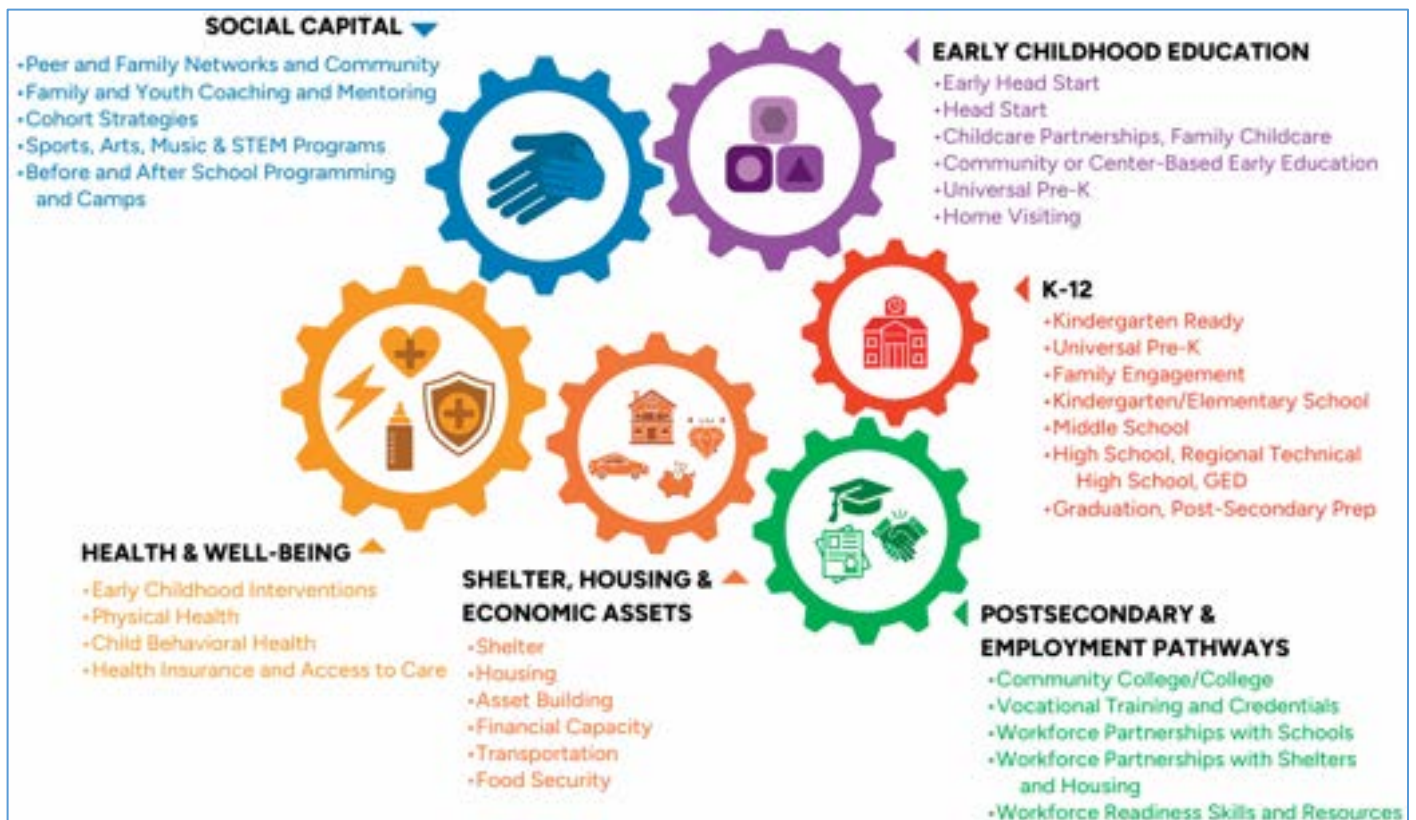 SOCIAL CAPITAL
•Peer and Family Networks and Community
•Family and Youth Coaching and Mentoring
•Cohort Strategies
•Sports, Arts, Music & STEM Programs
•Before and After School Programming
and Camps
EARLY CHILDHOOD EDUCATION
•Early Head Start
•Head Start
•Childcare Partnerships, Family Childcare
•Community or Center-Based Early Education
•Universal Pre-K
•Home Visiting
K-12
•Kindergarten Ready
•Universal Pre-K
•Family Engagement
•Kindergarten/Elementary School
•Middle School
•High School, Regional Technical
High School, GED
•Graduation, Post-Secondary Prep
HEALTH & WELL-BEING
•Early Childhood Interventions
•Physical Health
•Child Behavioral Health
•Health Insurance and Access to Care
SHELTER, HOUSING &
ECONOMIC ASSETS
•Shelter
•Housing
•Asset Building
•Financial Capacity
•Transportation
•Food Security
POSTSECONDARY &
EMPLOYMENT PATHWAYS
•Community College/College
•Vocational Training and Credentials
•Workforce Partnerships with Schools
•Workforce Partnerships with Shelters
and Housing
•Workforce Readiness Skills and Resources